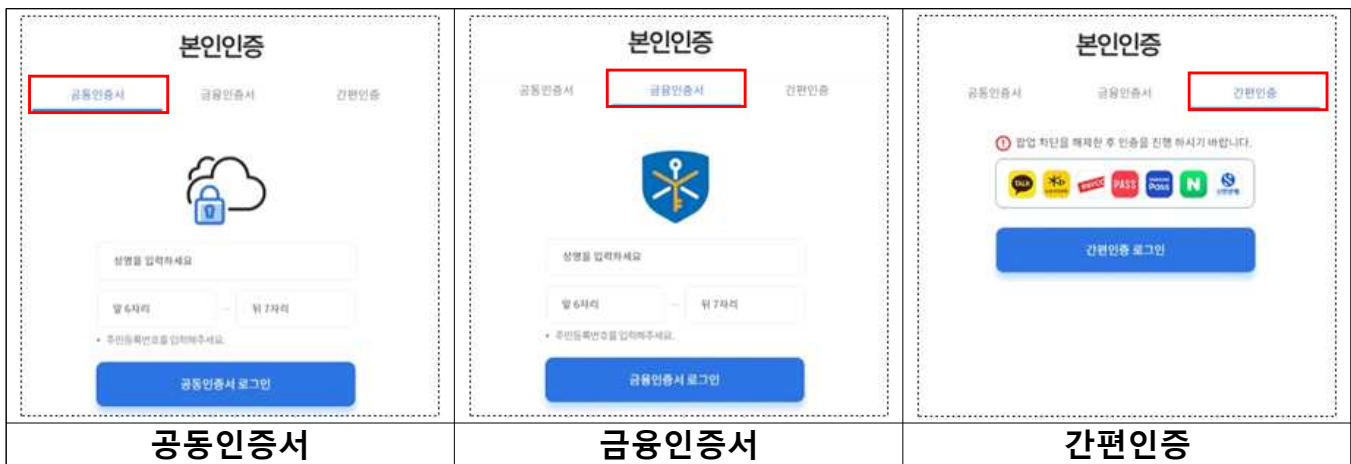 본인인증
공동인증서 금융인증서 간편인증
성명을 입력하세요
앞 6자리 - 뒤 7자리
• 주민등록번호를 입력해주세요.
공동인증서 로그인
공동인증서
본인인증
공동인증서 금융인증서 간편인증
성명을 입력하세요
앞 6자리 - 뒤 7자리
• 주민등록번호를 입력해주세요.
금융인증서 로그인
금융인증서
본인인증
공동인증서 금융인증서 간편인증
팝업 차단을 해제한 후 인증을 진행 하시기 바랍니다.
TALK PAYCO PASS SAMSUNG Pass N 신한은행
간편인증 로그인
간편인증